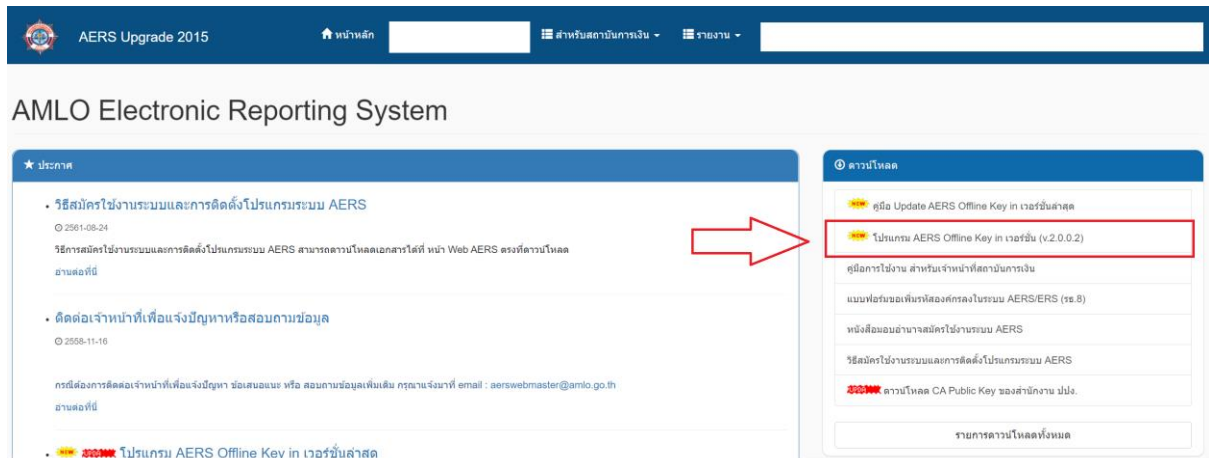 AERS Upgrade 2015
หน้าหลัก
สำหรับสถาบันการเงิน
รายงาน
AMLO Electronic Reporting System
ประกาศ
วิธีสมัครใช้งานระบบและการติดตั้งโปรแกรมระบบ AERS
2561-08-24
วิธีการสมัครใช้งานระบบและการติดตั้งโปรแกรมระบบ AERS สามารถดาวน์โหลดเอกสารได้ที่ หน้า Web AERS ตรงที่ดาวน์โหลด
อ่านต่อที่นี่
ติดต่อเจ้าหน้าที่เพื่อแจ้งปัญหาหรือสอบถามข้อมูล
2558-11-16
กรณีต้องการติดต่อเจ้าหน้าที่เพื่อแจ้งปัญหา ข้อเสนอแนะ หรือ สอบถามข้อมูลเพิ่มเติม กรุณาแจ้งมาที่ email : aerswebmaster@amlo.go.th
อ่านต่อที่นี่
NEW โปรแกรม AERS Offline Key in เวอร์ชั่นล่าสุด
ดาวน์โหลด
NEW คู่มือ Update AERS Offline Key in เวอร์ชั่นล่าสุด
NEW โปรแกรม AERS Offline Key in เวอร์ชั่น (v.2.0.0.2)
คู่มือการใช้งาน สำหรับเจ้าหน้าที่สถาบันการเงิน
แบบฟอร์มขอเพิ่มรหัสองค์กรลงในระบบ AERS/ERS (รธ.8)
หนังสือมอบอำนาจสมัครใช้งานระบบ AERS
วิธีสมัครใช้งานระบบและการติดตั้งโปรแกรมระบบ AERS
ดาวน์โหลด CA Public Key ของสำนักงาน ปปง.
รายการดาวน์โหลดทั้งหมด